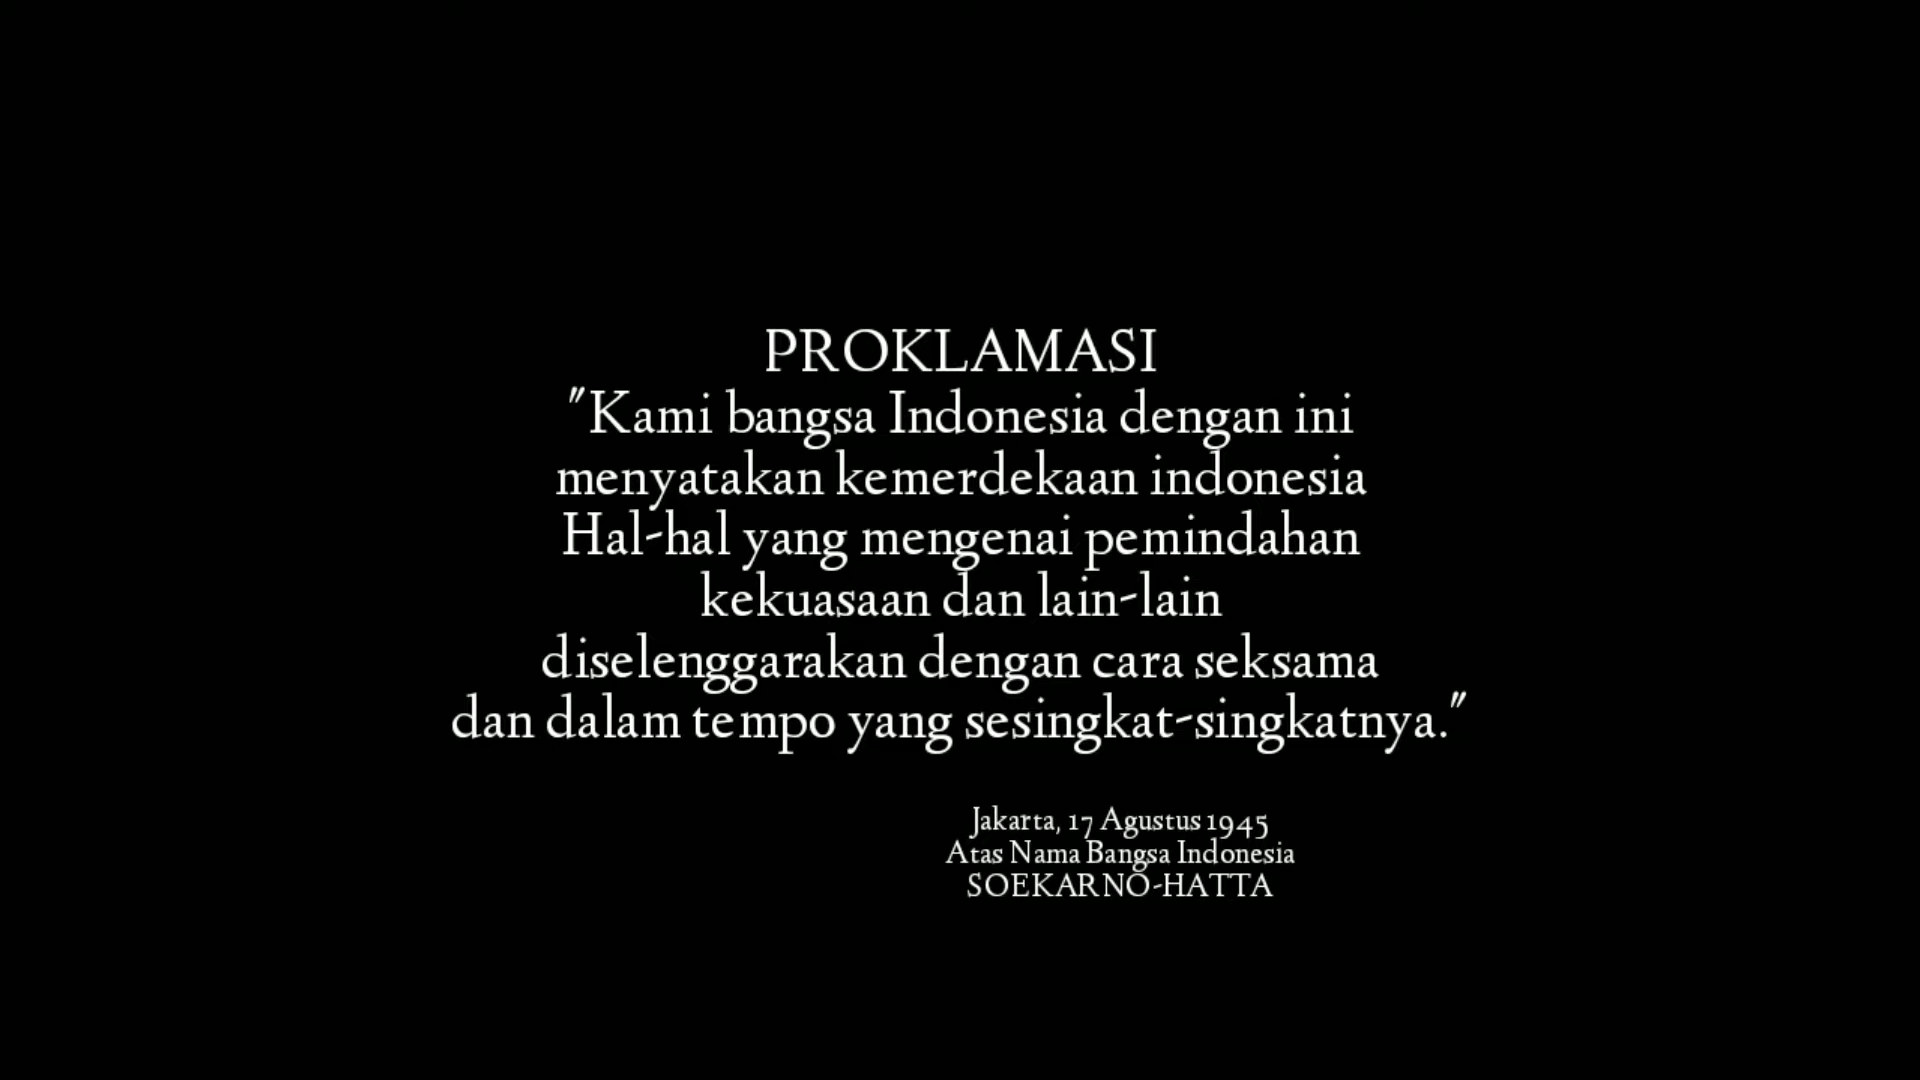 PROKLAMASI
"Kami bangsa Indonesia dengan ini
menyatakan kemerdekaan indonesia
Hal-hal yang mengenai pemindahan
kekuasaan dan lain-lain
diselenggarakan dengan cara seksama
dan dalam tempo yang sesingkat-singkatnya."
Jakarta, 17 Agustus 1945
Atas Nama Bangsa Indonesia
SOEKARNO-HATTA